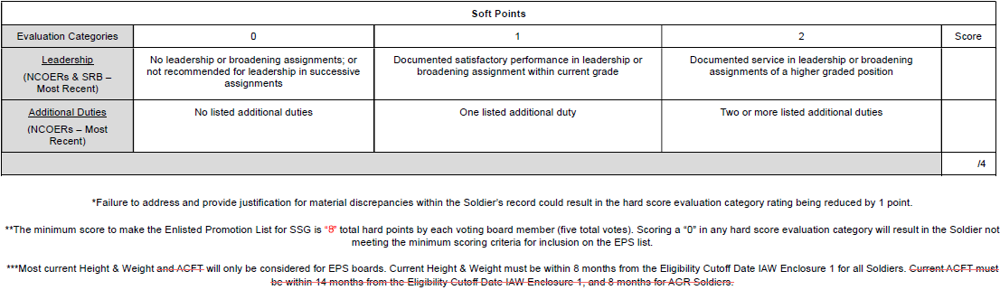 Soft Points
Evaluation Categories 0 1 2 Score
Leadership
(NCOERs & SRB –
Most Recent)
No leadership or broadening assignments; or
not recommended for leadership in successive
assignments
Documented satisfactory performance in leadership or
broadening assignment within current grade
Documented service in leadership or broadening
assignments of a higher graded position
Additional Duties
(NCOERs – Most
Recent)
No listed additional duties
One listed additional duty
Two or more listed additional duties
/4
*Failure to address and provide justification for material discrepancies within the Soldier's record could result in the hard score evaluation category rating being reduced by 1 point.
**The minimum score to make the Enlisted Promotion List for SSG is "8" total hard points by each voting board member (five total votes). Scoring a "0" in any hard score evaluation category will result in the Soldier not
meeting the minimum scoring criteria for inclusion on the EPS list.
***Most current Height & Weight and ACFT will only be considered for EPS boards. Current Height & Weight must be within 8 months from the Eligibility Cutoff Date IAW Enclosure 1 for all Soldiers. Current ACFT must
be within 14 months from the Eligibility Cutoff Date IAW Enclosure 1, and 8 months for AGR Soldiers.